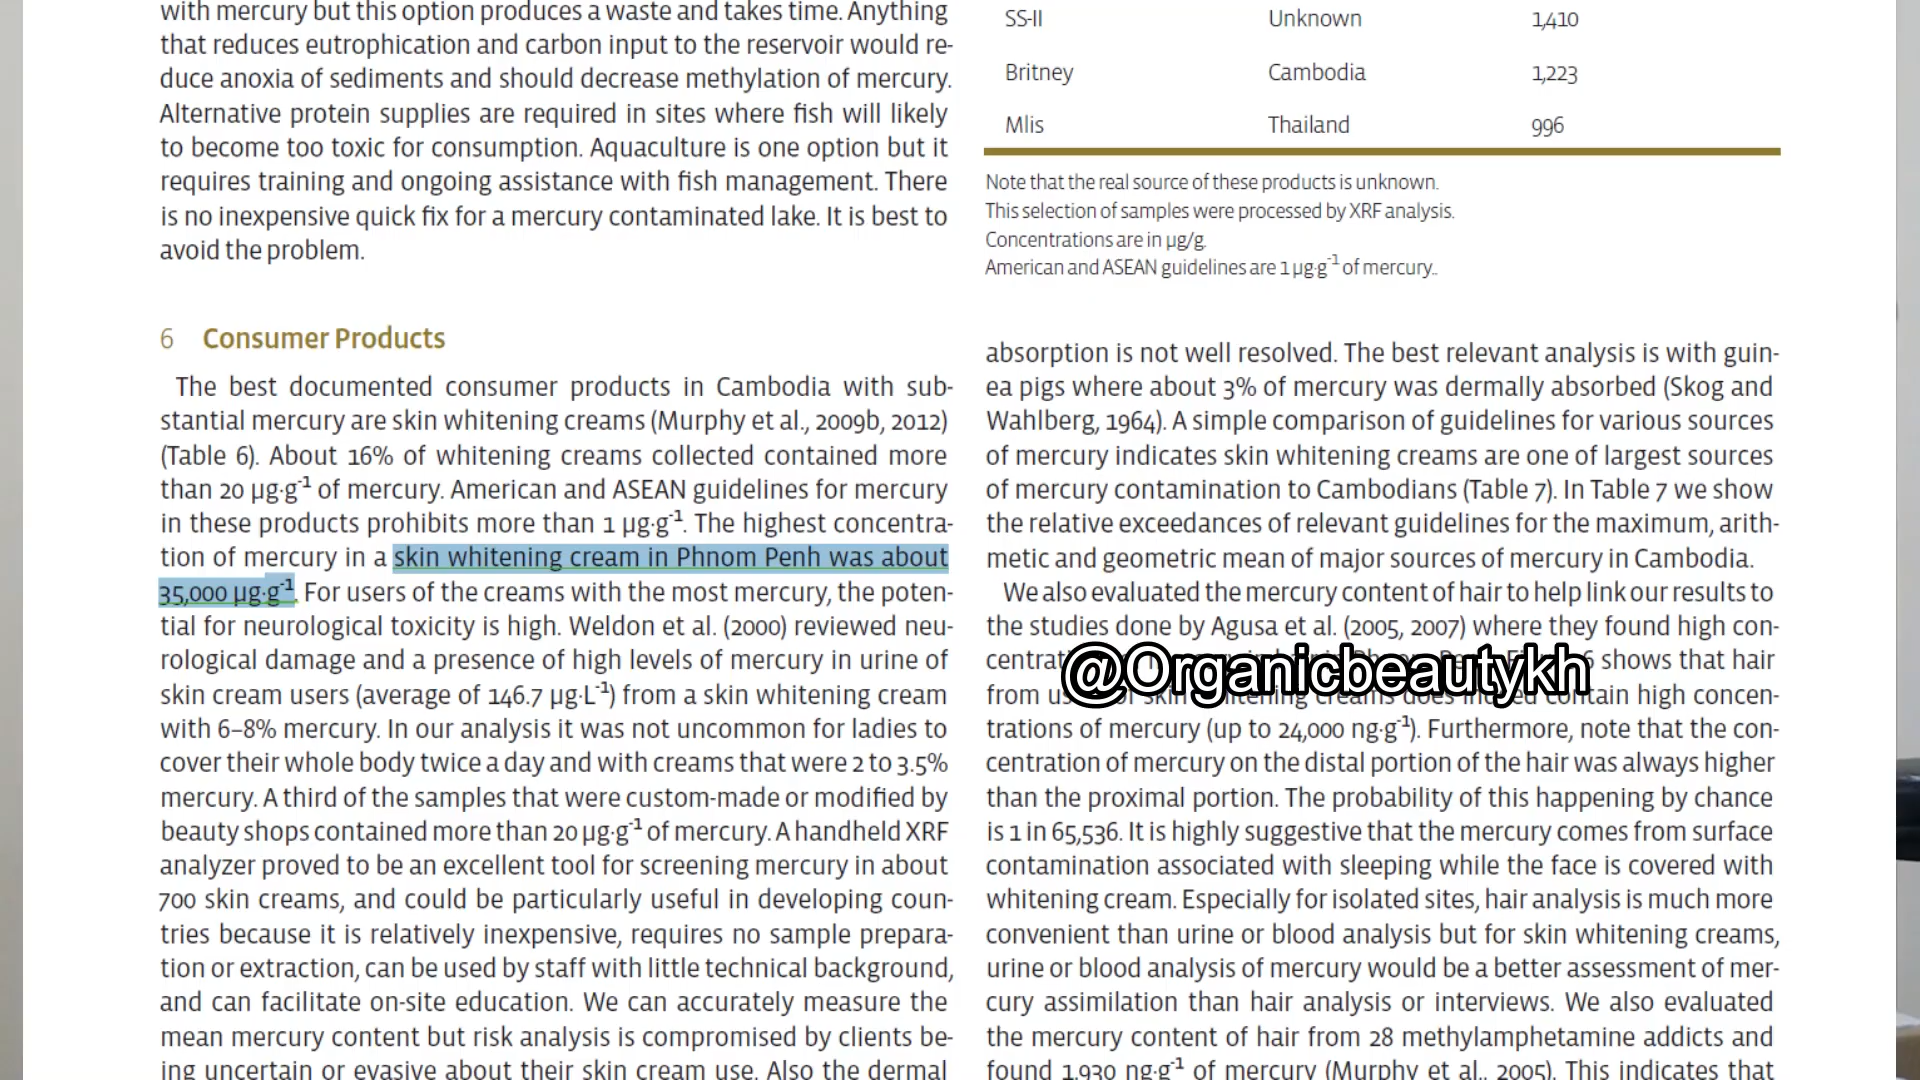 with mercury but this option produces a waste and takes time. Anything
that reduces eutrophication and carbon input to the reservoir would re-
duce anoxia of sediments and should decrease methylation of mercury.
Alternative protein supplies are required in sites where fish will likely
to become too toxic for consumption. Aquaculture is one option but it
requires training and ongoing assistance with fish management. There
is no inexpensive quick fix for a mercury contaminated lake. It is best to
avoid the problem.
6 Consumer Products
The best documented consumer products in Cambodia with sub-
stantial mercury are skin whitening creams (Murphy et al., 2009b, 2012)
(Table 6). About 16% of whitening creams collected contained more
than 20 µg·g⁻¹ of mercury. American and ASEAN guidelines for mercury
in these products prohibits more than 1 µg·g⁻¹. The highest concentra-
tion of mercury in a skin whitening cream in Phnom Penh was about
35,000 µg·g⁻¹. For users of the creams with the most mercury, the poten-
tial for neurological toxicity is high. Weldon et al. (2000) reviewed neu-
rological damage and a presence of high levels of mercury in urine of
skin cream users (average of 146.7 µg·L⁻¹) from a skin whitening cream
with 6–8% mercury. In our analysis it was not uncommon for ladies to
cover their whole body twice a day and with creams that were 2 to 3.5%
mercury. A third of the samples that were custom-made or modified by
beauty shops contained more than 20 µg·g⁻¹ of mercury. A handheld XRF
analyzer proved to be an excellent tool for screening mercury in about
700 skin creams, and could be particularly useful in developing coun-
tries because it is relatively inexpensive, requires no sample prepara-
tion or extraction, can be used by staff with little technical background,
and can facilitate on-site education. We can accurately measure the
mean mercury content but risk analysis is compromised by clients be-
ing uncertain or evasive about their skin cream use. Also the dermal
SS-II Unknown 1,410
Britney Cambodia 1,223
Mlis Thailand 996
Note that the real source of these products is unknown.
This selection of samples were processed by XRF analysis.
Concentrations are in µg/g.
American and ASEAN guidelines are 1 µg·g⁻¹ of mercury..
absorption is not well resolved. The best relevant analysis is with guin-
ea pigs where about 3% of mercury was dermally absorbed (Skog and
Wahlberg, 1964). A simple comparison of guidelines for various sources
of mercury indicates skin whitening creams are one of largest sources
of mercury contamination to Cambodians (Table 7). In Table 7 we show
the relative exceedances of relevant guidelines for the maximum, arith-
metic and geometric mean of major sources of mercury in Cambodia.
We also evaluated the mercury content of hair to help link our results to
the studies done by Agusa et al. (2005, 2007) where they found high con-
6 shows that hair
@Organicbeautykh
from creams does contain high concen-
trations of mercury (up to 24,000 ng·g⁻¹). Furthermore, note that the con-
centration of mercury on the distal portion of the hair was always higher
than the proximal portion. The probability of this happening by chance
is 1 in 65,536. It is highly suggestive that the mercury comes from surface
contamination associated with sleeping while the face is covered with
whitening cream. Especially for isolated sites, hair analysis is much more
convenient than urine or blood analysis but for skin whitening creams,
urine or blood analysis of mercury would be a better assessment of mer-
cury assimilation than hair analysis or interviews. We also evaluated
the mercury content of hair from 28 methylamphetamine addicts and
found 1,930 ng·g⁻¹ of mercury (Murphy et al., 2005). This indicates that